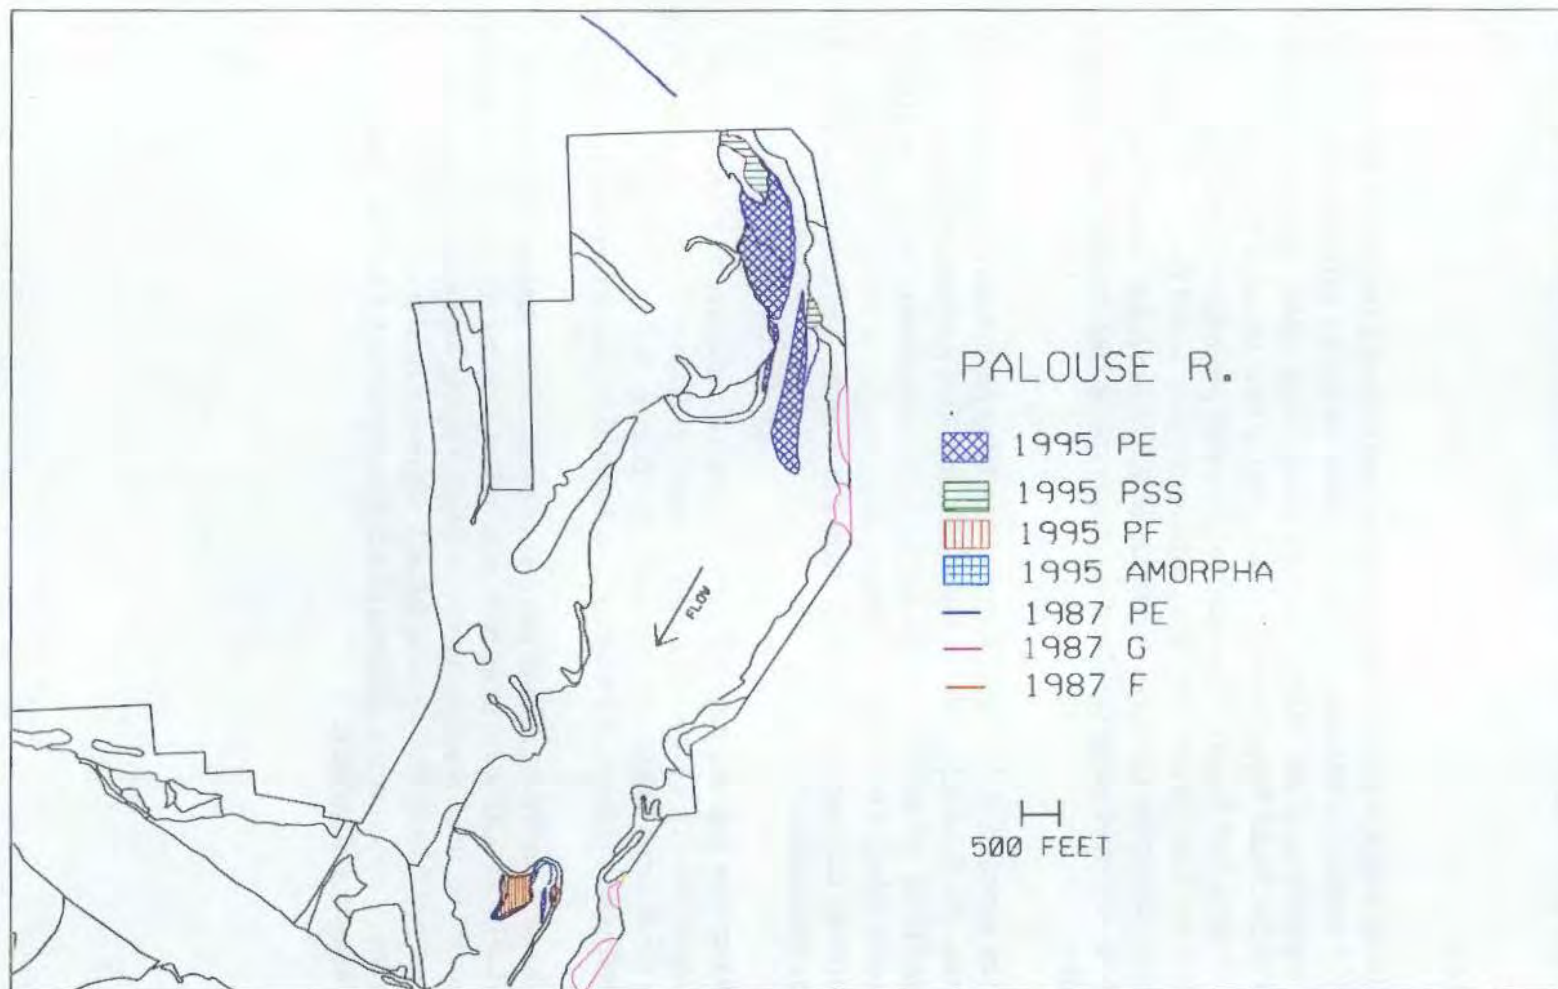 PALOUSE R.
1995 PE
1995 PSS
1995 PF
1995 AMORPHA
1987 PE
1987 G
1987 F
FLOW
500 FEET